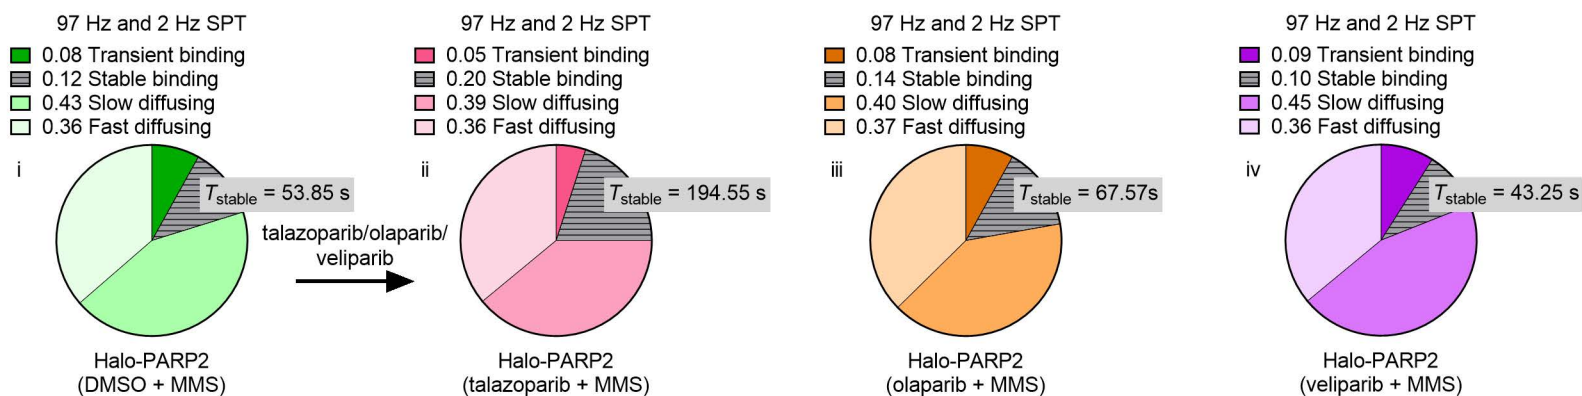 97 Hz and 2 Hz SPT
0.08 Transient binding
0.12 Stable binding
0.43 Slow diffusing
0.36 Fast diffusing
i
Tstable = 53.85 s
Halo-PARP2
(DMSO + MMS)
talazoparib/olaparib/
veliparib
97 Hz and 2 Hz SPT
0.05 Transient binding
0.20 Stable binding
0.39 Slow diffusing
0.36 Fast diffusing
ii
Tstable = 194.55 s
Halo-PARP2
(talazoparib + MMS)
97 Hz and 2 Hz SPT
0.08 Transient binding
0.14 Stable binding
0.40 Slow diffusing
0.37 Fast diffusing
iii
Tstable = 67.57s
Halo-PARP2
(olaparib + MMS)
97 Hz and 2 Hz SPT
0.09 Transient binding
0.10 Stable binding
0.45 Slow diffusing
0.36 Fast diffusing
iv
Tstable = 43.25 s
Halo-PARP2
(veliparib + MMS)